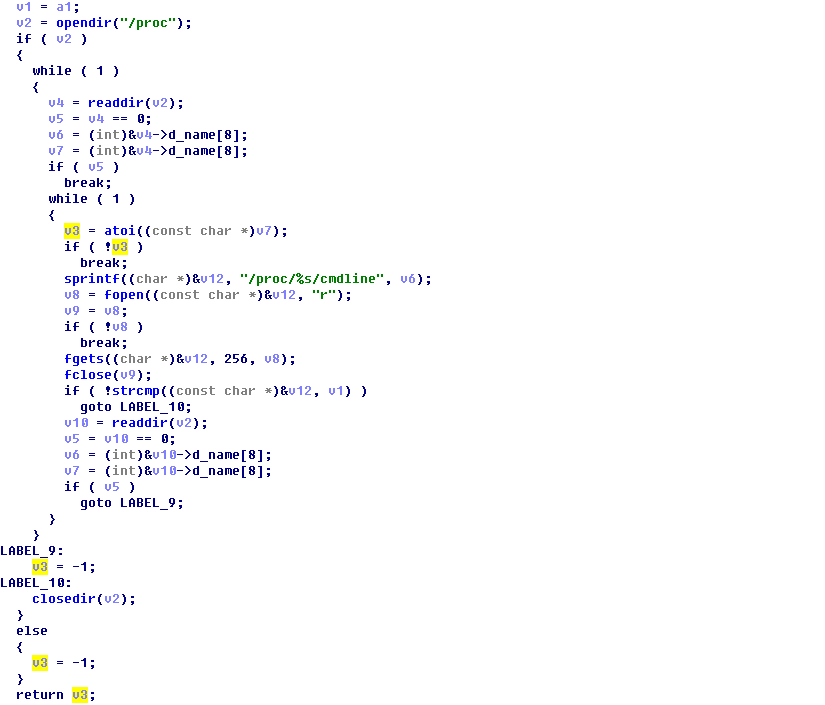 v1 = a1;
v2 = opendir("/proc");
if ( v2 )
{
while ( 1 )
{
v4 = readdir(v2);
v5 = v4 == 0;
v6 = (int)&v4->d_name[8];
v7 = (int)&v4->d_name[8];
if ( v5 )
break;
while ( 1 )
{
v3 = atoi((const char *)v7);
if ( !v3 )
break;
sprintf((char *)&v12, "/proc/%s/cmdline", v6);
v8 = fopen((const char *)&v12, "r");
v9 = v8;
if ( !v8 )
break;
fgets((char *)&v12, 256, v8);
fclose(v9);
if ( !strcmp((const char *)&v12, v1) )
goto LABEL_10;
v10 = readdir(v2);
v5 = v10 == 0;
v6 = (int)&v10->d_name[8];
v7 = (int)&v10->d_name[8];
if ( v5 )
goto LABEL_9;
}
}
LABEL_9:
v3 = -1;
LABEL_10:
closedir(v2);
}
else
{
v3 = -1;
}
return v3;